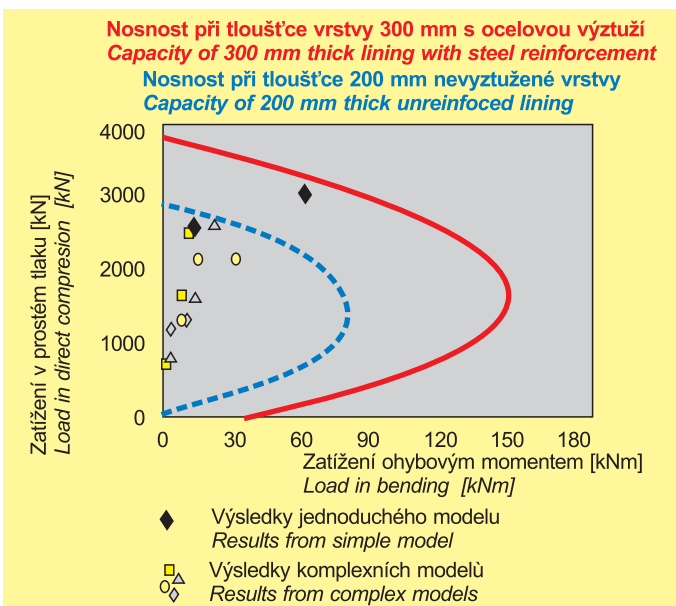 Nosnost při tloušťce vrstvy 300 mm s ocelovou výztuží
Capacity of 300 mm thick lining with steel reinforcement
Nosnost při tloušťce 200 mm nevyztužené vrstvy
Capacity of 200 mm thick unreinfoced lining
Zatížení v prostém tlaku [kN]
Load in direct compresion [kN]
4000
3000
2000
1000
0
0 30 60 90 120 150 180
Zatížení ohybovým momentem [kNm]
Load in bending [kNm]
Výsledky jednoduchého modelu
Results from simple model
Výsledky komplexních modelù
Results from complex models